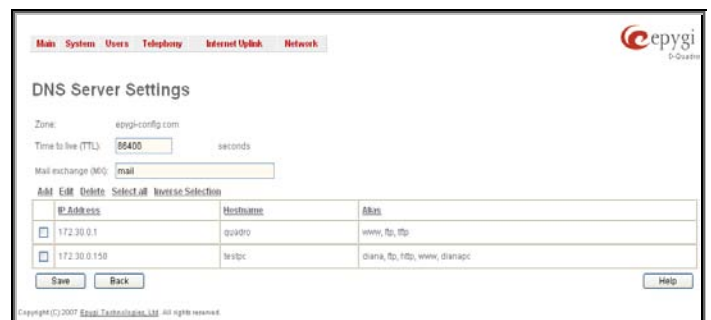 Main System Users Telephony Internet Uplink Network
epygi
D-Quadro
DNS Server Settings
Zone: epygi-config.com
Time to live (TTL): 86400 seconds
Mail exchange (MX): mail
Add Edit Delete Select all Inverse Selection
IP Address Hostname Alias
172.30.0.1 quadro www, ftp, tftp
172.30.0.150 testpc diana, ftp, http, www, dianapc
Save Back Help
Copyright (C) 2007 Epygi Technologies, Ltd. All rights reserved.